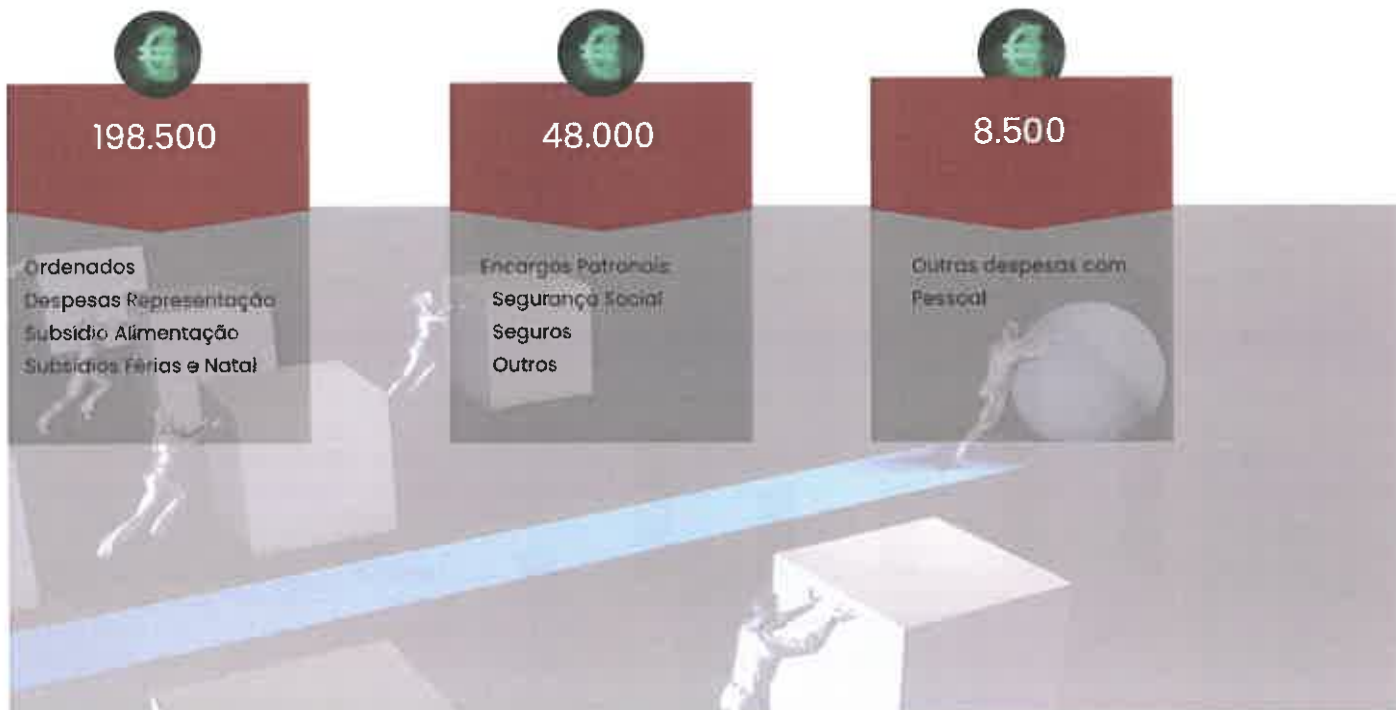 198.500
Ordenados
Despesas Representação
Subsídio Alimentação
Subsídios Férias e Natal
48.000
Encargos Patronais:
Segurança Social
Seguros
Outros
8.500
Outras despesas com
Pessoal